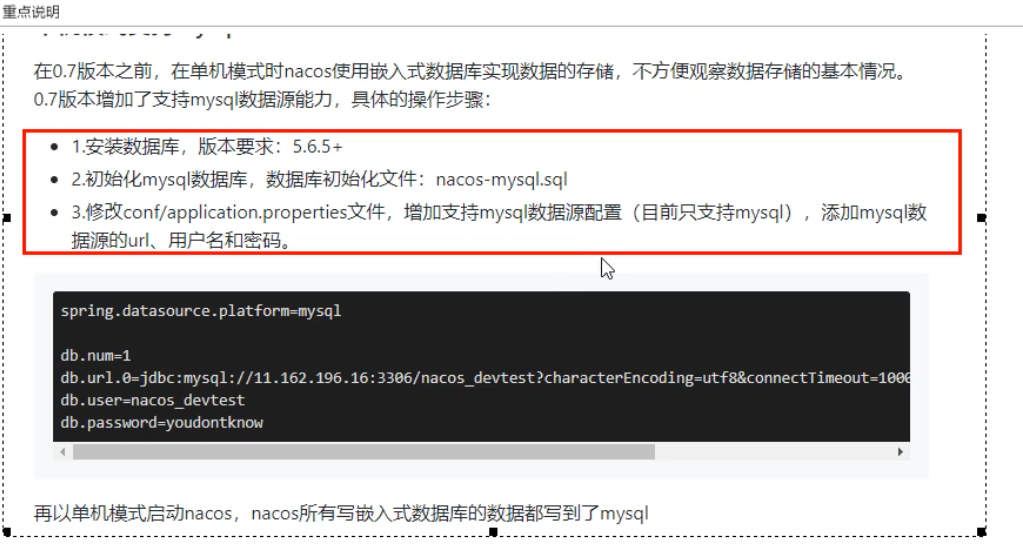 重点说明
在0.7版本之前，在单机模式时nacos使用嵌入式数据库实现数据的存储，不方便观察数据存储的基本情况。
0.7版本增加了支持mysql数据源能力，具体的操作步骤：
• 1.安装数据库，版本要求：5.6.5+
• 2.初始化mysql数据库，数据库初始化文件：nacos-mysql.sql
• 3.修改conf/application.properties文件，增加支持mysql数据源配置（目前只支持mysql），添加mysql数
据源的url、用户名和密码。
spring.datasource.platform=mysql
db.num=1
db.url.0=jdbc:mysql://11.162.196.16:3306/nacos_devtest?characterEncoding=utf8&connectTimeout=1000
db.user=nacos_devtest
db.password=youdontknow
再以单机模式启动nacos，nacos所有写嵌入式数据库的数据都写到了mysql